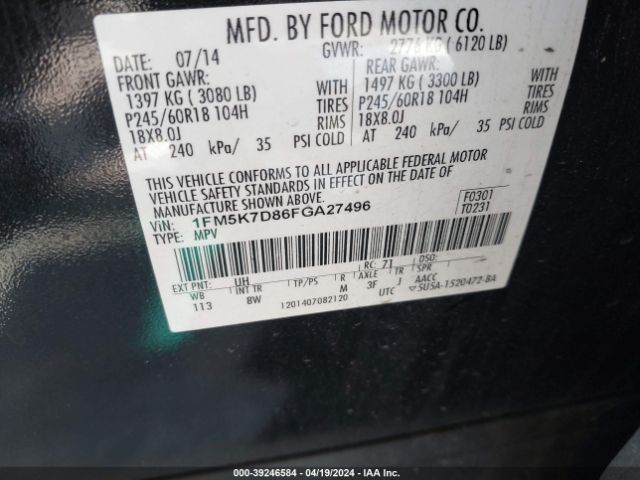 MFD. BY FORD MOTOR CO.
DATE: 07/14 GVWR: 2776 KG ( 6120 LB)
FRONT GAWR: REAR GAWR:
1397 KG ( 3080 LB) WITH 1497 KG ( 3300 LB) WITH
P245/60R18 104H TIRES P245/60R18 104H TIRES
18X8.0J RIMS 18X8.0J RIMS
AT 240 kPa/ 35 PSI COLD AT 240 kPa/ 35 PSI COLD
THIS VEHICLE CONFORMS TO ALL APPLICABLE FEDERAL MOTOR
VEHICLE SAFETY STANDARDS IN EFFECT ON THE DATE OF
MANUFACTURE SHOWN ABOVE.
VIN: 1FM5K7D86FGA27496 F0301
TYPE: MPV T0231
EXT PNT: UH RC: 71 DSO:
WB INT TR TP/PS R AXLE TR SPR
113 8W M 3F J AACC
1201407082120 UTC 5U5A-1520472-BA
STOCK: 39246584 / 04/19/2024 - IAA Inc.